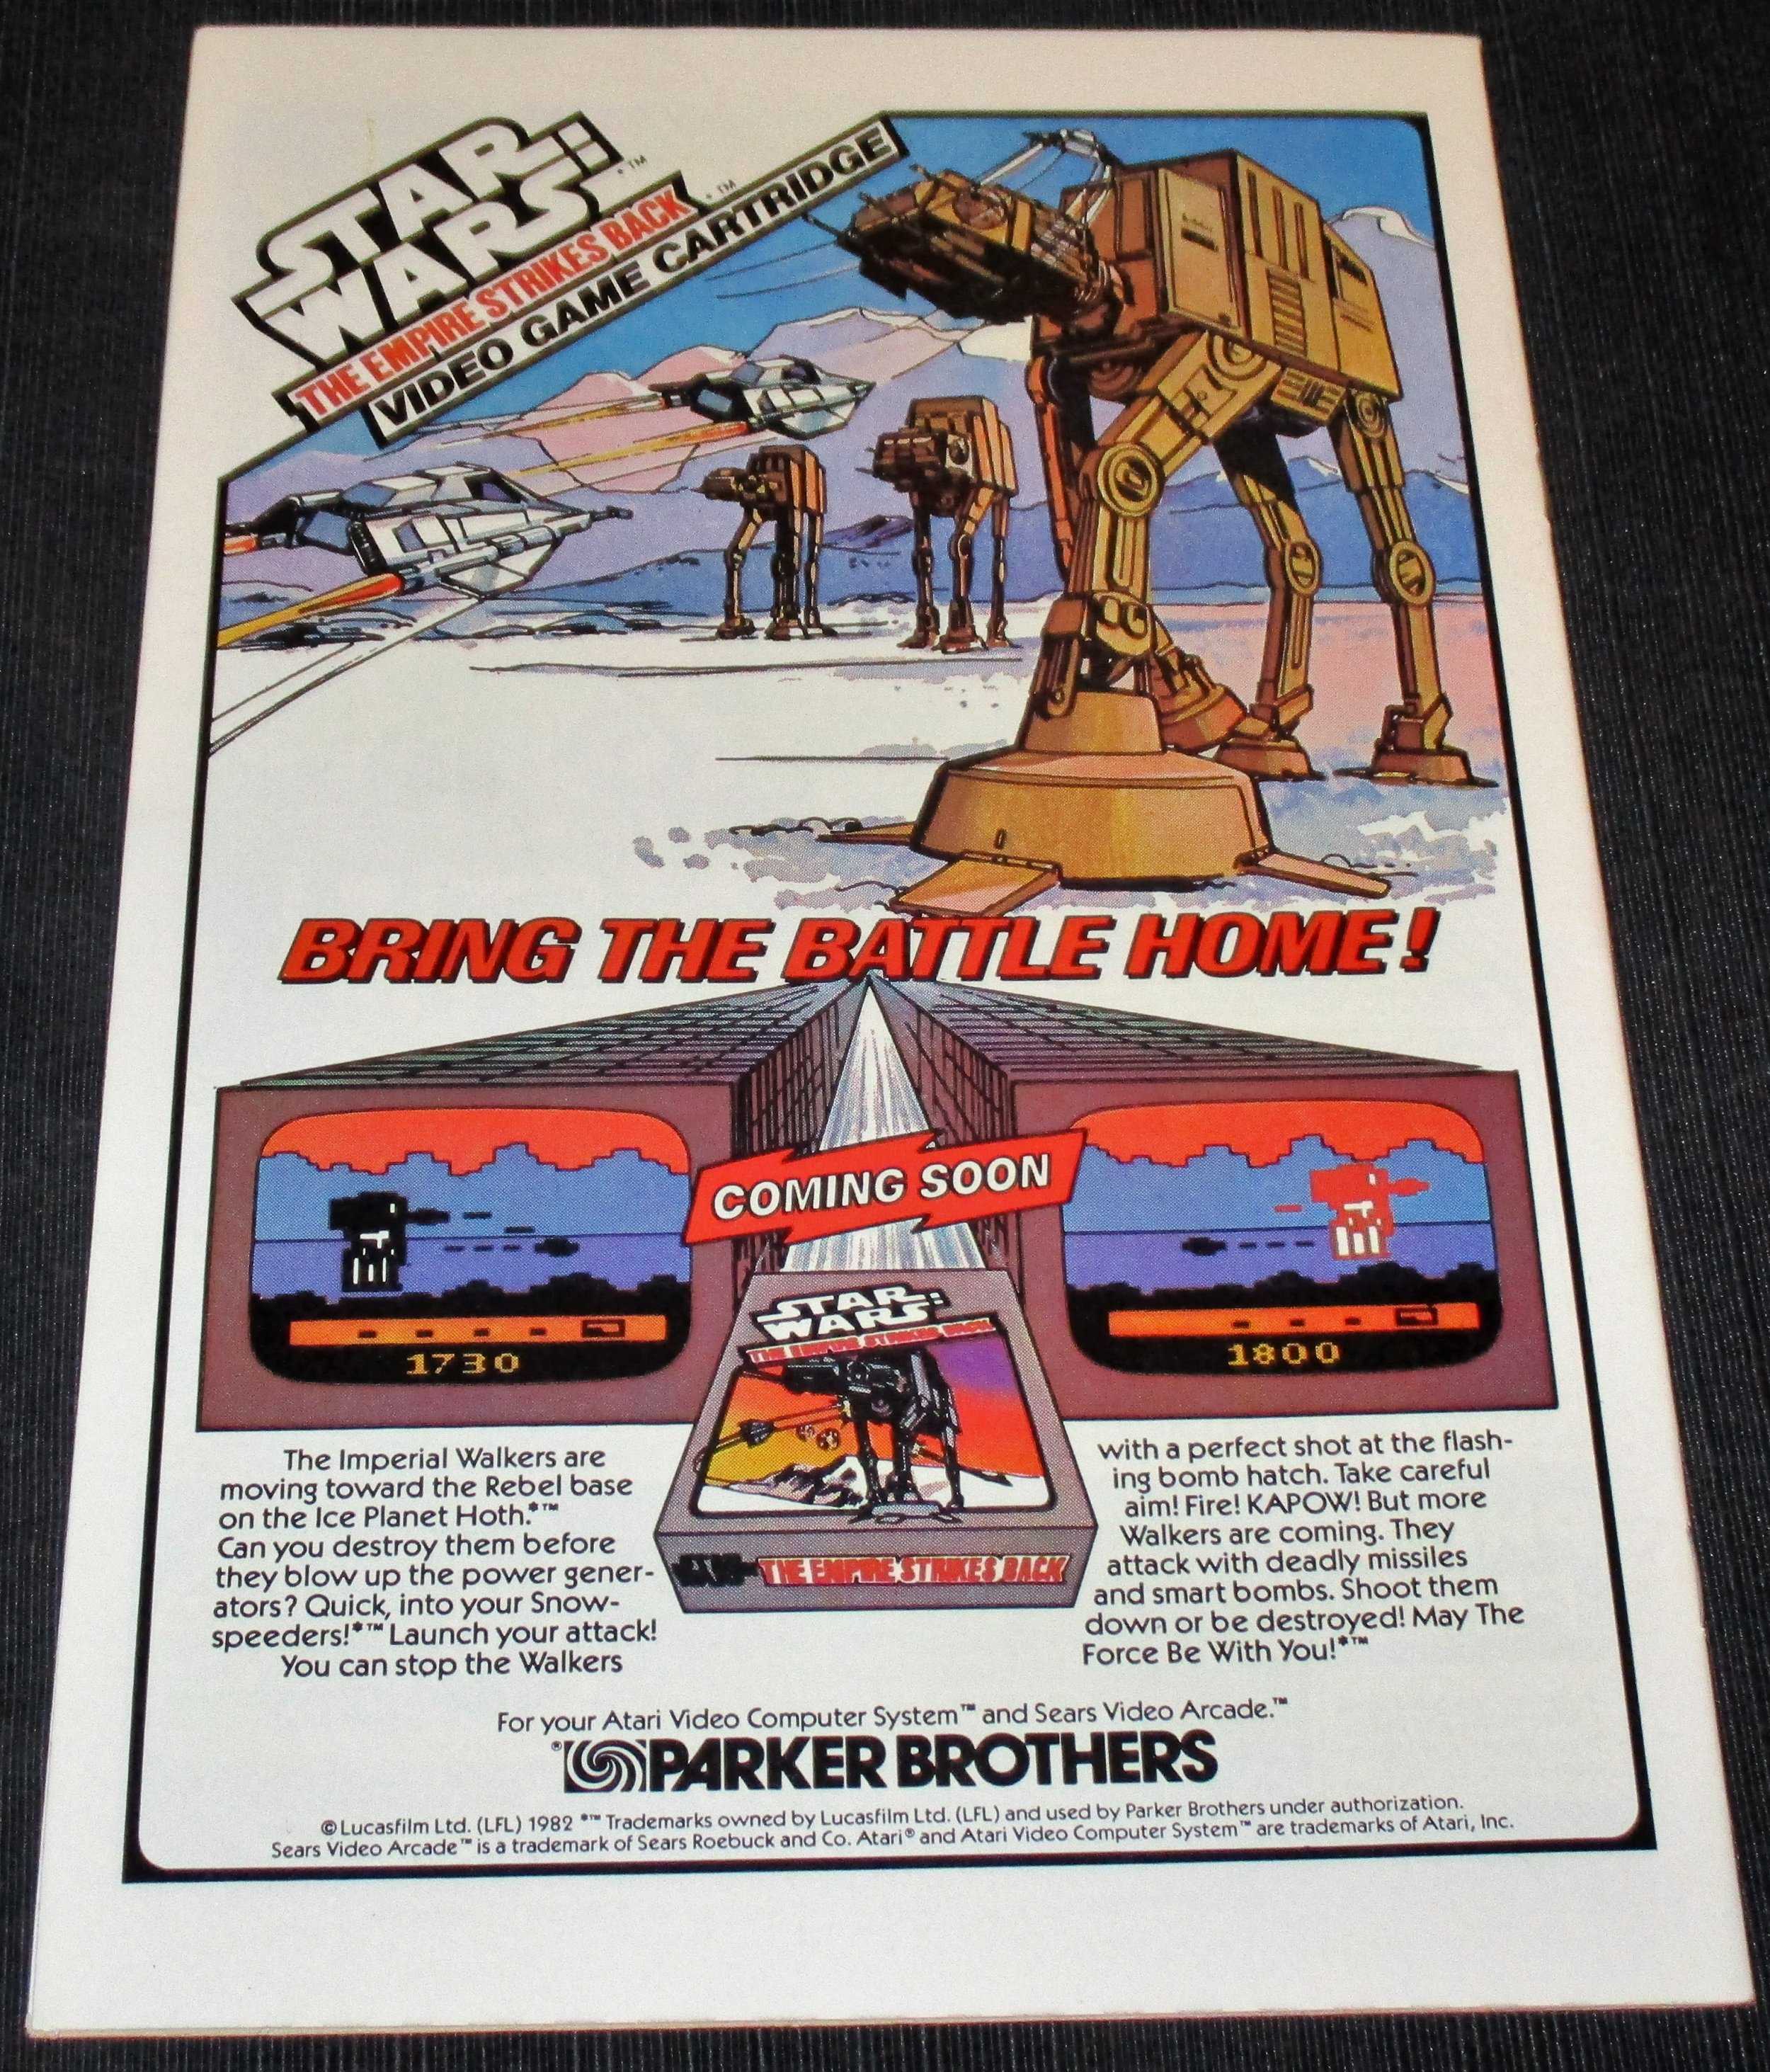 STAR
WARS:™
THE EMPIRE STRIKES BACK*™
VIDEO GAME CARTRIDGE
BRING THE BATTLE HOME!
COMING SOON
1730
1800
STAR
WARS:
THE EMPIRE STRIKES BACK
THE EMPIRE STRIKES BACK
The Imperial Walkers are
moving toward the Rebel base
on the Ice Planet Hoth.*™
Can you destroy them before
they blow up the power gener-
ators? Quick, into your Snow-
speeders!*™ Launch your attack!
You can stop the Walkers
with a perfect shot at the flash-
ing bomb hatch. Take careful
aim! Fire! KAPOW! But more
Walkers are coming. They
attack with deadly missiles
and smart bombs. Shoot them
down or be destroyed! May The
Force Be With You!*™
For your Atari Video Computer System™ and Sears Video Arcade.™
®PARKER BROTHERS
©Lucasfilm Ltd. (LFL) 1982 *™ Trademarks owned by Lucasfilm Ltd. (LFL) and used by Parker Brothers under authorization.
Sears Video Arcade™ is a trademark of Sears Roebuck and Co. Atari® and Atari Video Computer System™ are trademarks of Atari, Inc.